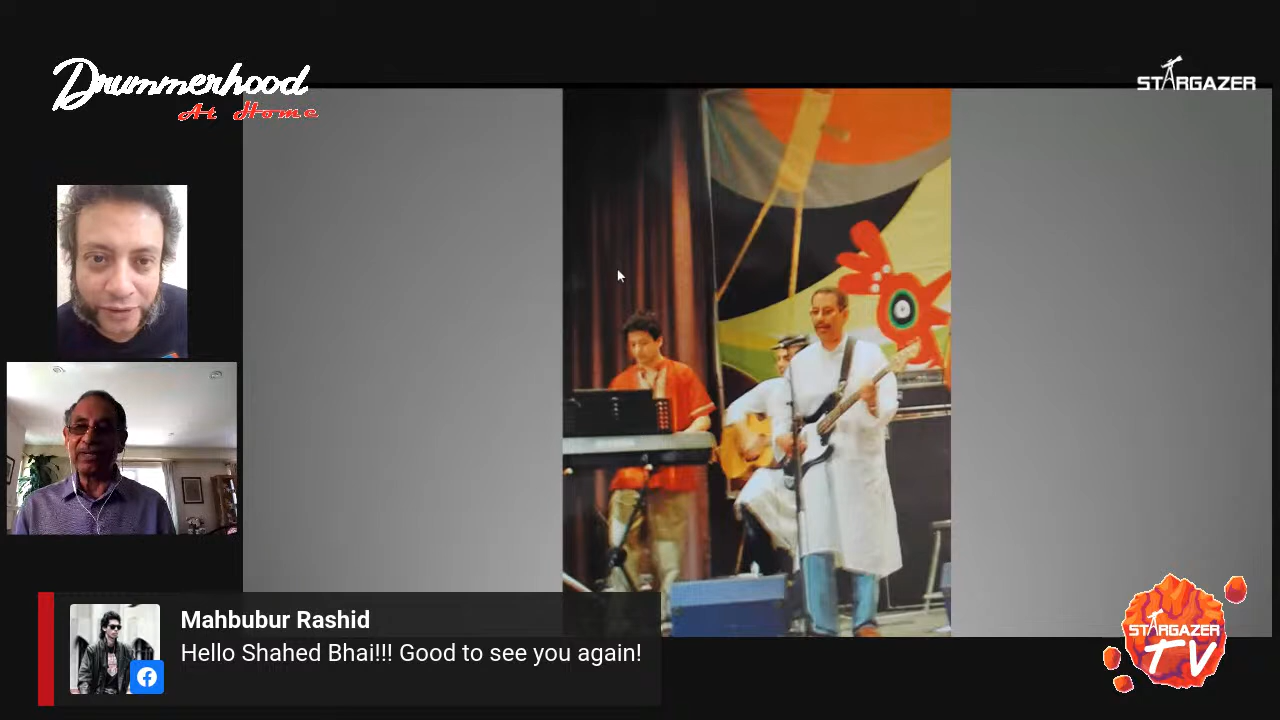 Drummerhood
At Home
STARGAZER
Mahbubur Rashid
Hello Shahed Bhai!!! Good to see you again!
STARGAZER
TV